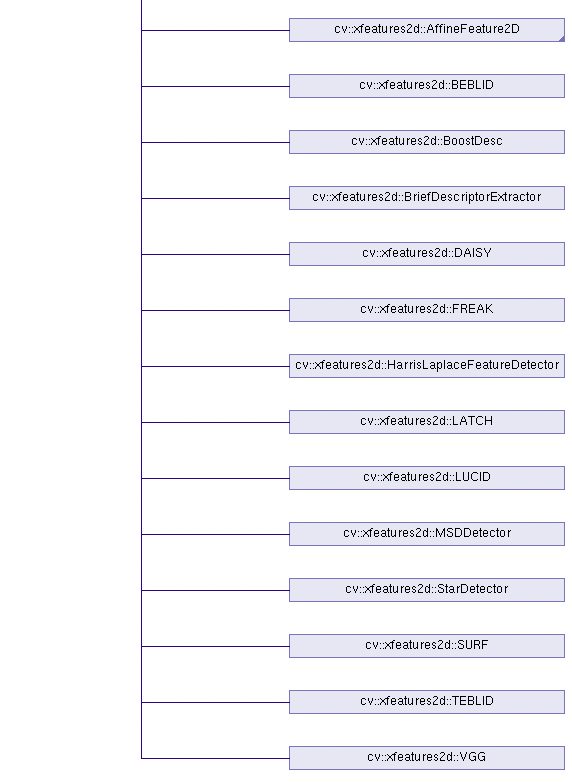 cv::xfeatures2d::AffineFeature2D
cv::xfeatures2d::BEBLID
cv::xfeatures2d::BoostDesc
cv::xfeatures2d::BriefDescriptorExtractor
cv::xfeatures2d::DAISY
cv::xfeatures2d::FREAK
cv::xfeatures2d::HarrisLaplaceFeatureDetector
cv::xfeatures2d::LATCH
cv::xfeatures2d::LUCID
cv::xfeatures2d::MSDDetector
cv::xfeatures2d::StarDetector
cv::xfeatures2d::SURF
cv::xfeatures2d::TEBLID
cv::xfeatures2d::VGG